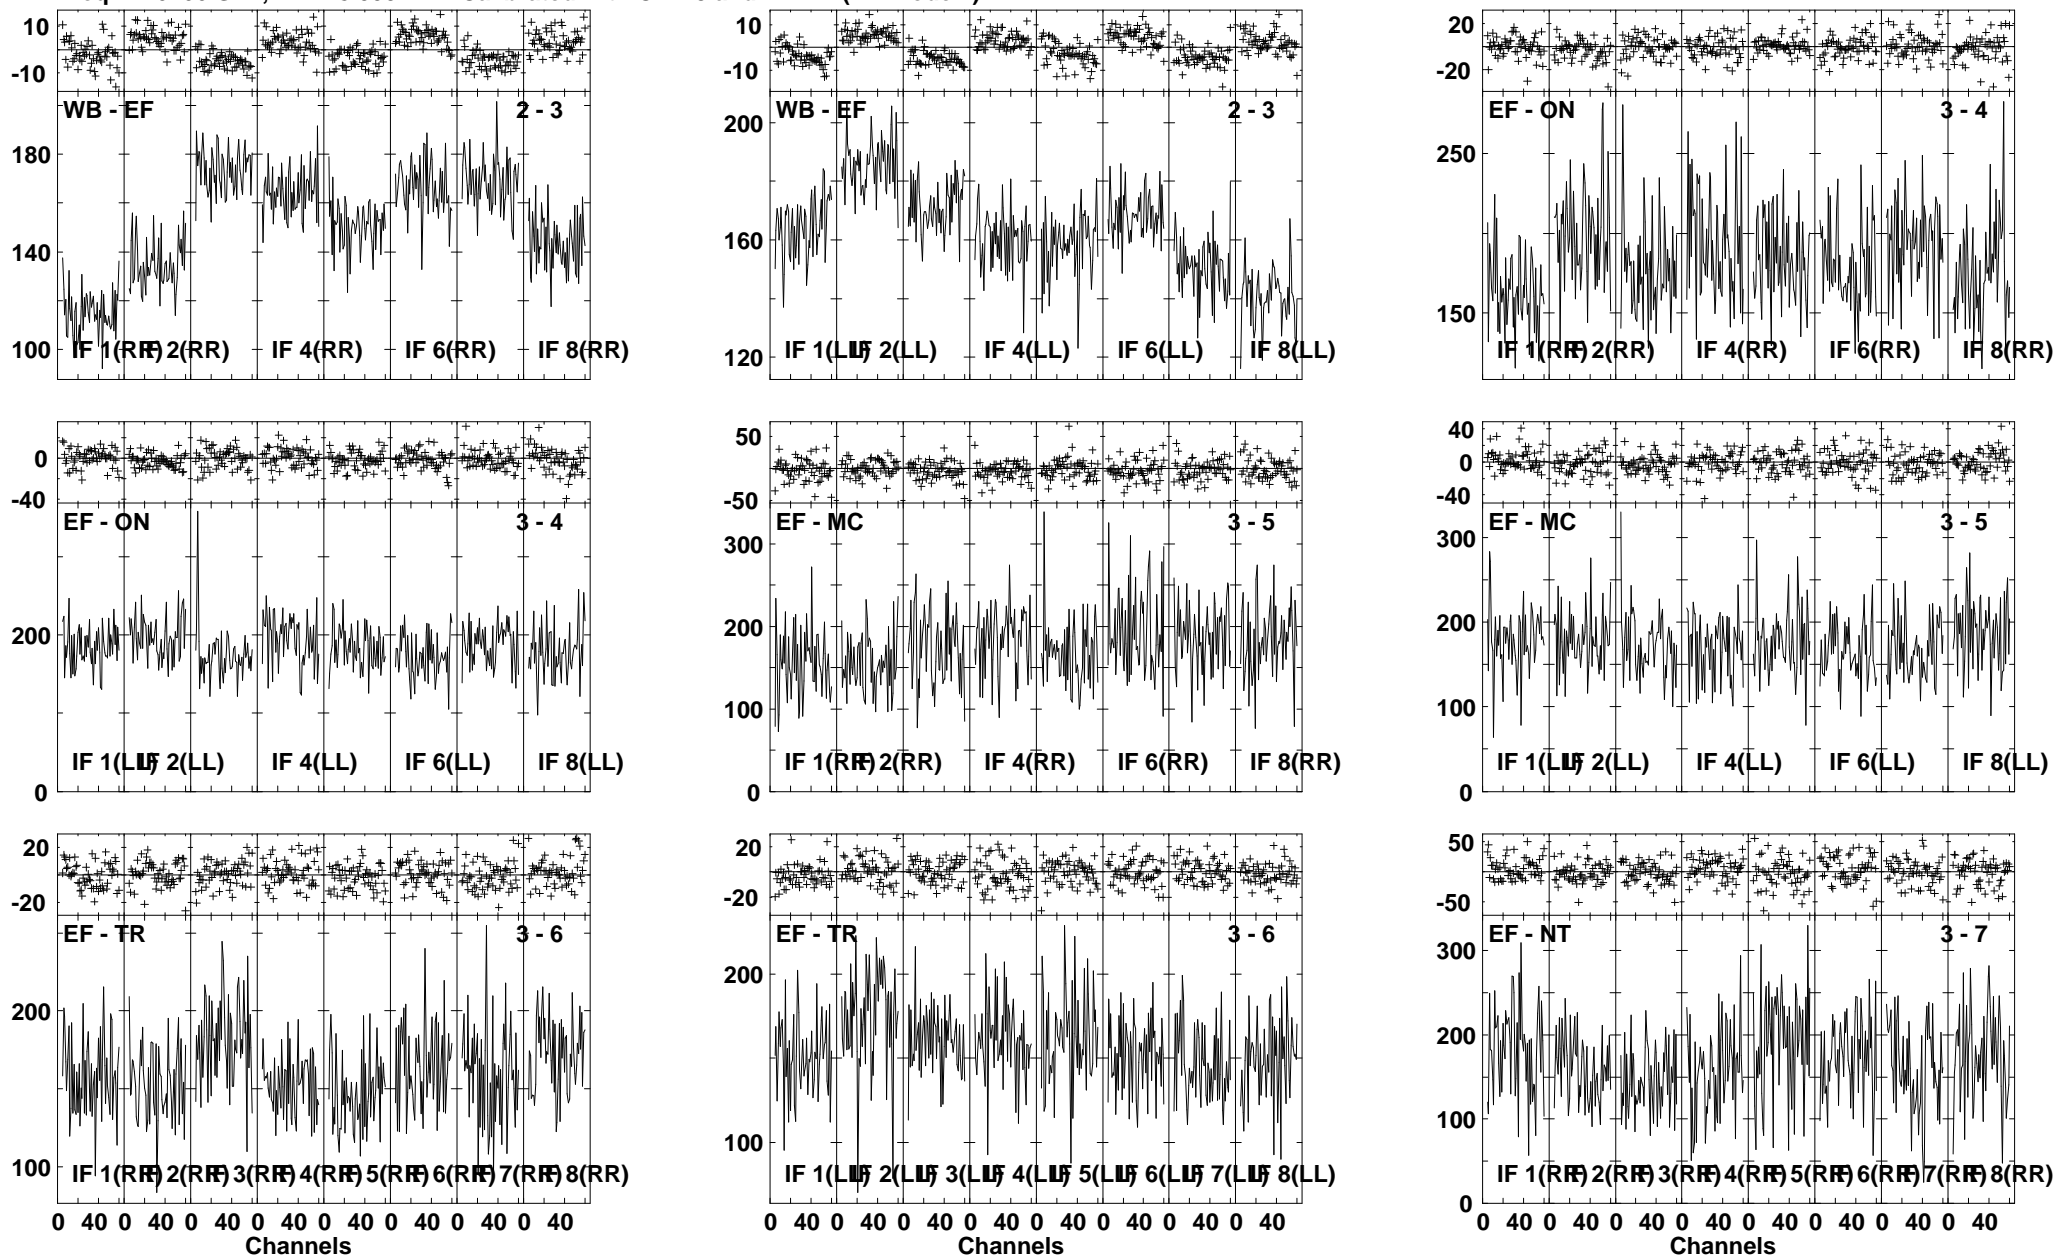 10
-10
WB - EF 2 - 3
180
140
100
IF 1(RR) IF 2(RR) IF 4(RR) IF 6(RR) IF 8(RR)
10
-10
WB - EF 2 - 3
200
160
120
IF 1(LL) IF 2(LL) IF 4(LL) IF 6(LL) IF 8(LL)
20
-20
EF - ON 3 - 4
250
150
IF 1(RR) IF 2(RR) IF 4(RR) IF 6(RR) IF 8(RR)
0
-40
EF - ON 3 - 4
200
0
IF 1(LL) IF 2(LL) IF 4(LL) IF 6(LL) IF 8(LL)
50
-50
EF - MC 3 - 5
300
200
100
0
IF 1(RR) IF 2(RR) IF 4(RR) IF 6(RR) IF 8(RR)
40
0
-40
EF - MC 3 - 5
300
200
100
0
IF 1(LL) IF 2(LL) IF 4(LL) IF 6(LL) IF 8(LL)
20
-20
EF - TR 3 - 6
200
100
IF 1(RR) IF 2(RR) IF 3(RR) IF 4(RR) IF 5(RR) IF 6(RR) IF 7(RR) IF 8(RR)
0 40 0 40 0 40 0 40 0 40 0 40 0 40 0 40
Channels
20
-20
EF - TR 3 - 6
200
100
IF 1(LL) IF 2(LL) IF 3(LL) IF 4(LL) IF 5(LL) IF 6(LL) IF 7(LL) IF 8(LL)
0 40 0 40 0 40 0 40 0 40 0 40 0 40 0 40
Channels
50
-50
EF - NT 3 - 7
300
200
100
0
IF 1(RR) IF 2(RR) IF 3(RR) IF 4(RR) IF 5(RR) IF 6(RR) IF 7(RR) IF 8(RR)
0 40 0 40 0 40 0 40 0 40 0 40 0 40 0 40
Channels